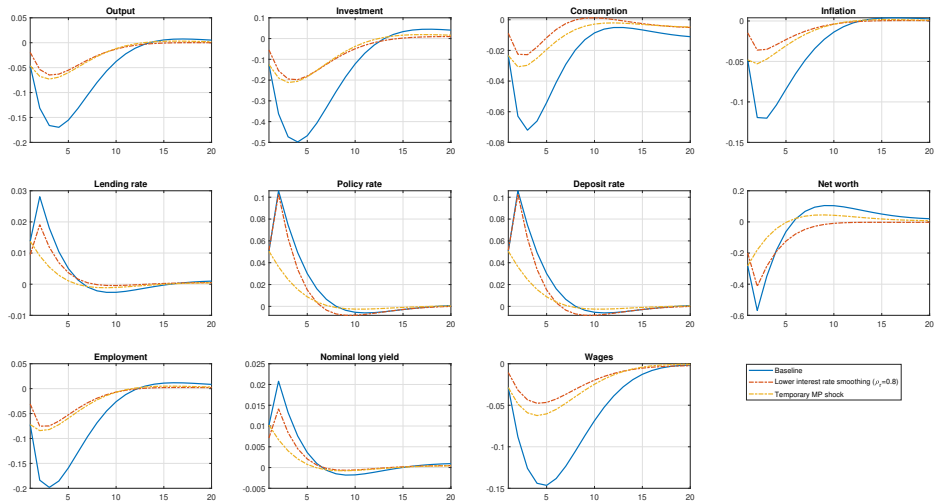 Output
0.05
0
-0.05
-0.1
-0.15
-0.2
5 10 15 20
Investment
0.1
0
-0.1
-0.2
-0.3
-0.4
-0.5
5 10 15 20
Consumption
0
-0.02
-0.04
-0.06
-0.08
5 10 15 20
Inflation
0
-0.05
-0.1
-0.15
5 10 15 20
Lending rate
0.03
0.02
0.01
0
-0.01
5 10 15 20
Policy rate
0.1
0.08
0.06
0.04
0.02
0
5 10 15 20
Deposit rate
0.1
0.08
0.06
0.04
0.02
0
5 10 15 20
Net worth
0.2
0
-0.2
-0.4
-0.6
5 10 15 20
Employment
0.05
0
-0.05
-0.1
-0.15
-0.2
5 10 15 20
Nominal long yield
0.025
0.02
0.015
0.01
0.005
0
-0.005
5 10 15 20
Wages
0
-0.05
-0.1
-0.15
5 10 15 20
Baseline
Lower interest rate smoothing (ρr=0.8)
Temporary MP shock